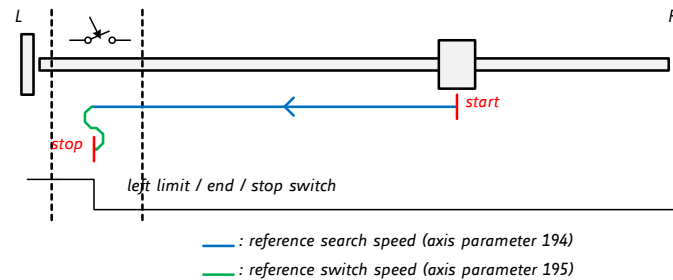 L
R
start
stop
left limit / end / stop switch
: reference search speed (axis parameter 194)
: reference switch speed (axis parameter 195)